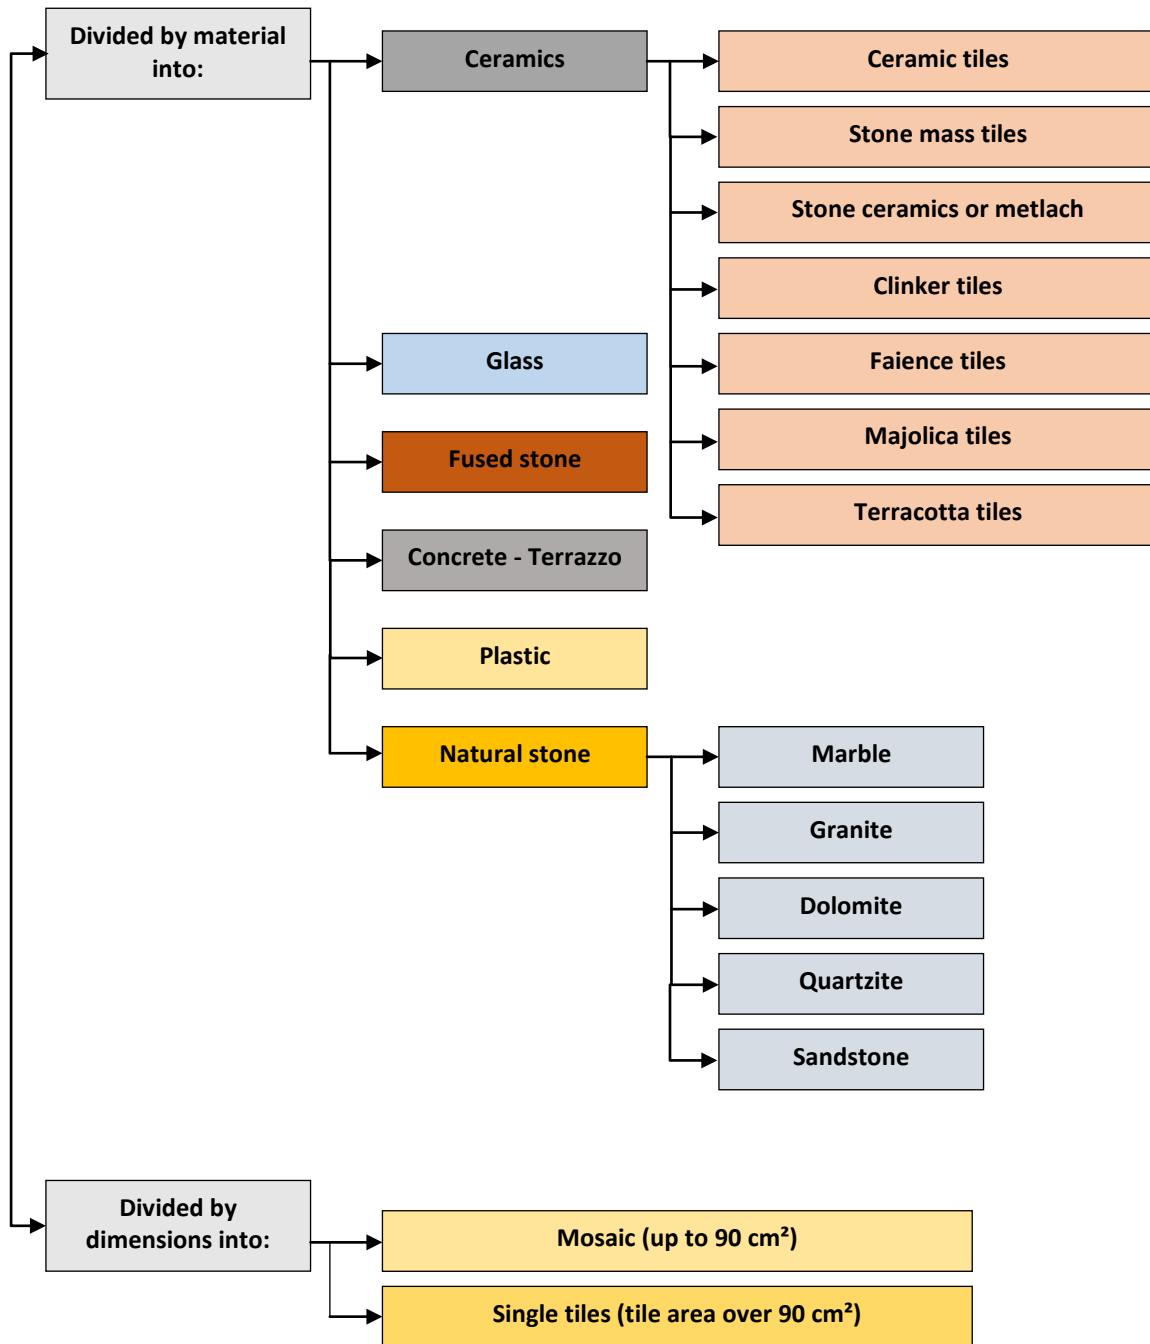 Divided by material
into:
Ceramics
Ceramic tiles
Stone mass tiles
Stone ceramics or metlach
Clinker tiles
Faience tiles
Majolica tiles
Terracotta tiles
Glass
Fused stone
Concrete - Terrazzo
Plastic
Natural stone
Marble
Granite
Dolomite
Quartzite
Sandstone
Divided by
dimensions into:
Mosaic (up to 90 cm²)
Single tiles (tile area over 90 cm²)